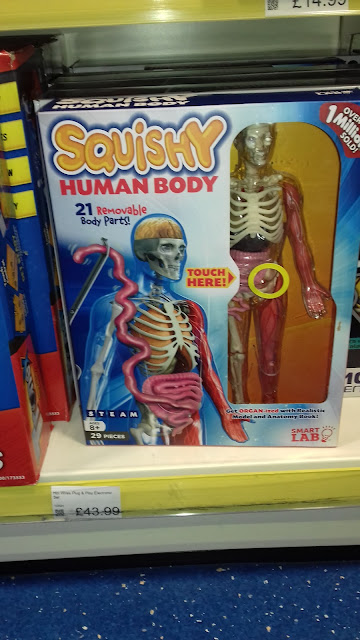 £14.99
OVER
1 Million
SOLD!
SQUISHY
HUMAN BODY
21 Removable
Body Parts!
TOUCH
HERE!
STEAM
8+
29 PIECES
Get ORGAN-ized with Realistic
Model and Anatomy Book!
SMART
LAB
£43.99